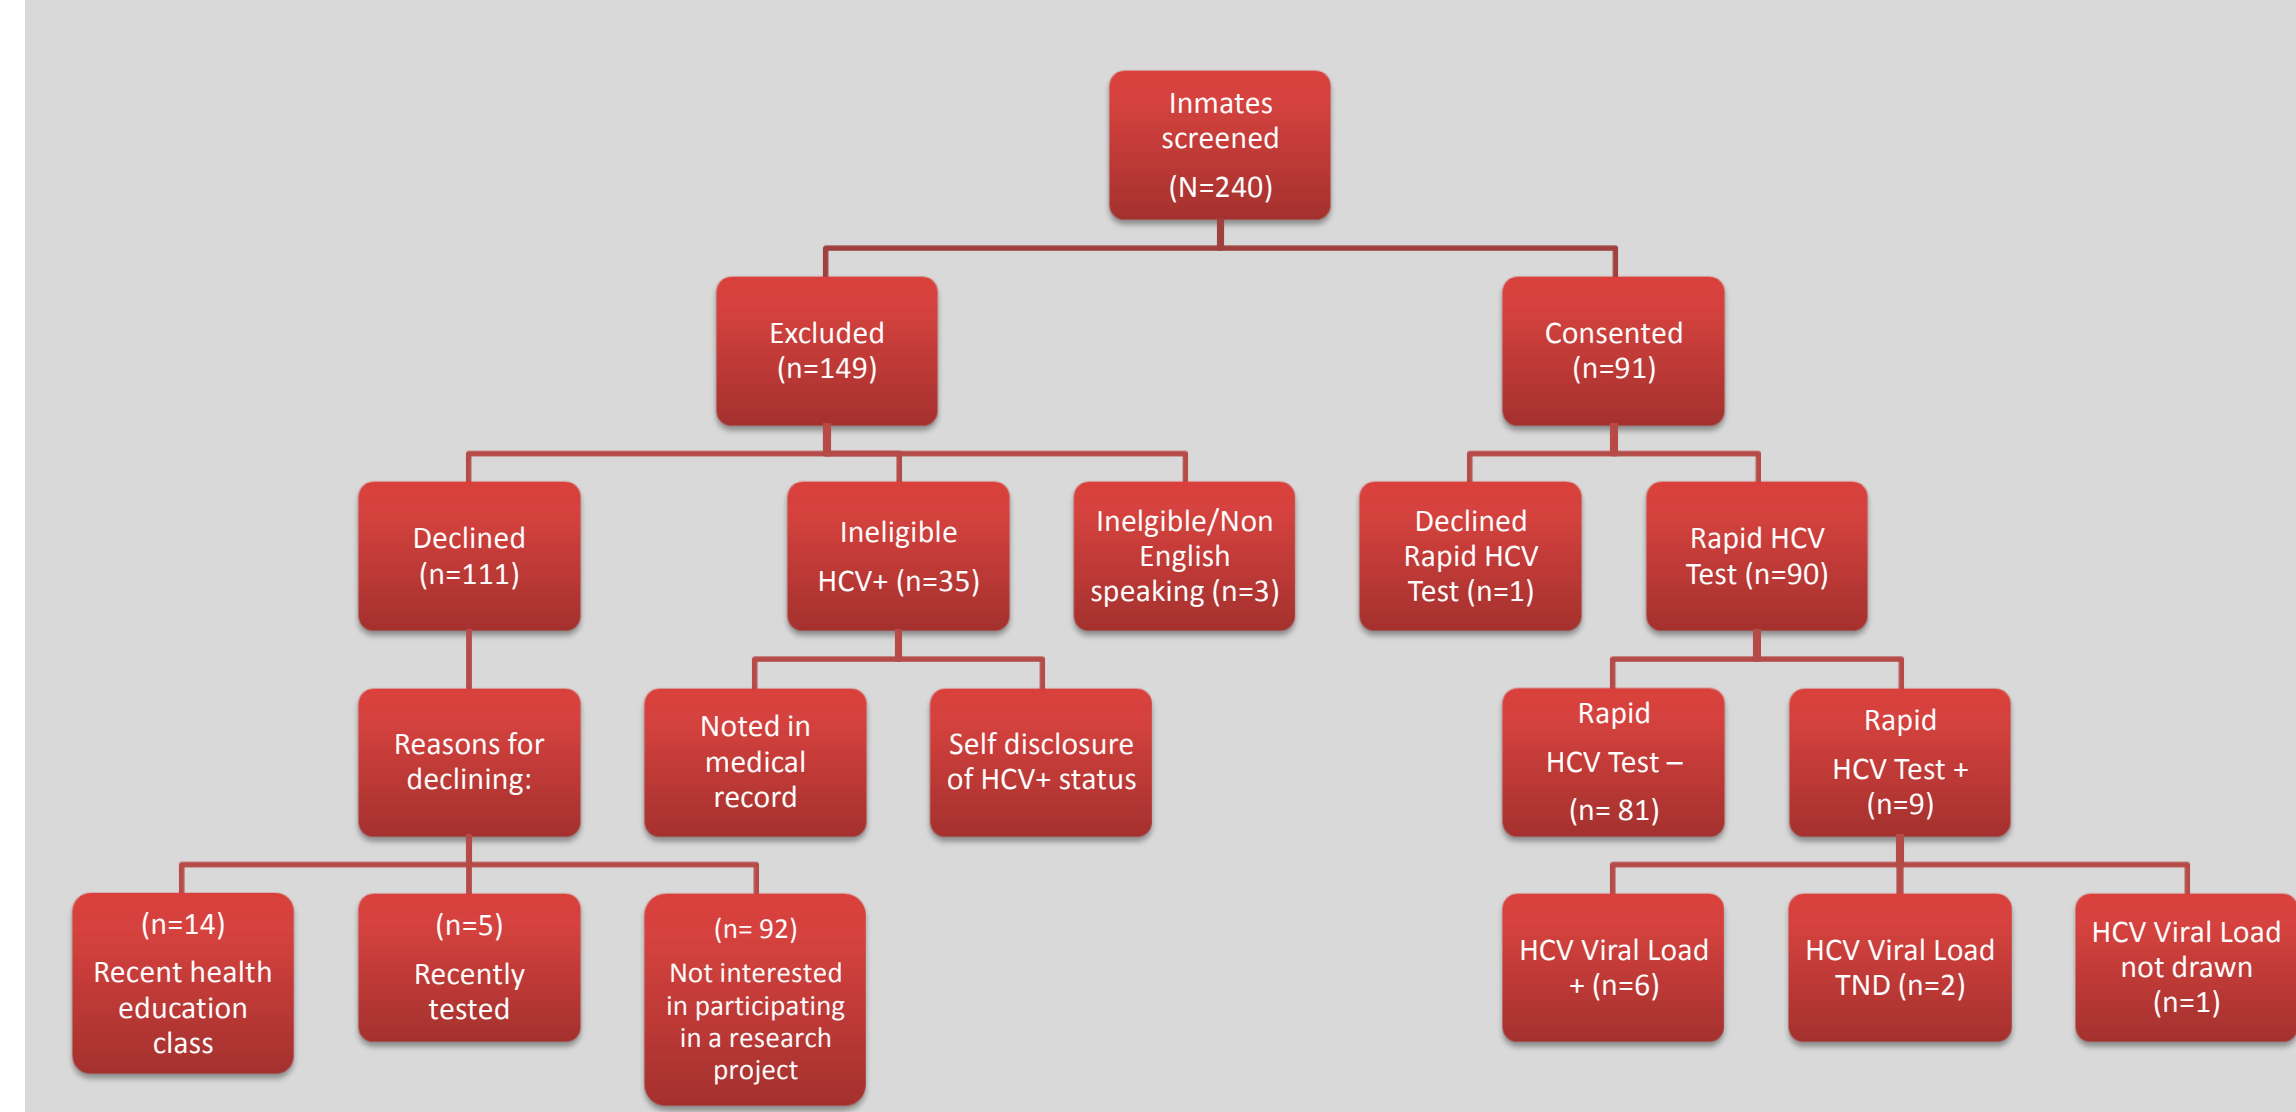 Inmates
screened
(N=240)
Excluded
(n=149)
Consented
(n=91)
Declined
(n=111)
Ineligible
HCV+ (n=35)
Inelgible/Non
English
speaking (n=3)
Declined
Rapid HCV
Test (n=1)
Rapid HCV
Test (n=90)
Reasons for
declining:
Noted in
medical
record
Self disclosure
of HCV+ status
Rapid
HCV Test –
(n= 81)
Rapid
HCV Test +
(n=9)
(n=14)
Recent health
education
class
(n=5)
Recently
tested
(n= 92)
Not interested
in participating
in a research
project
HCV Viral Load
+ (n=6)
HCV Viral Load
TND (n=2)
HCV Viral Load
not drawn
(n=1)